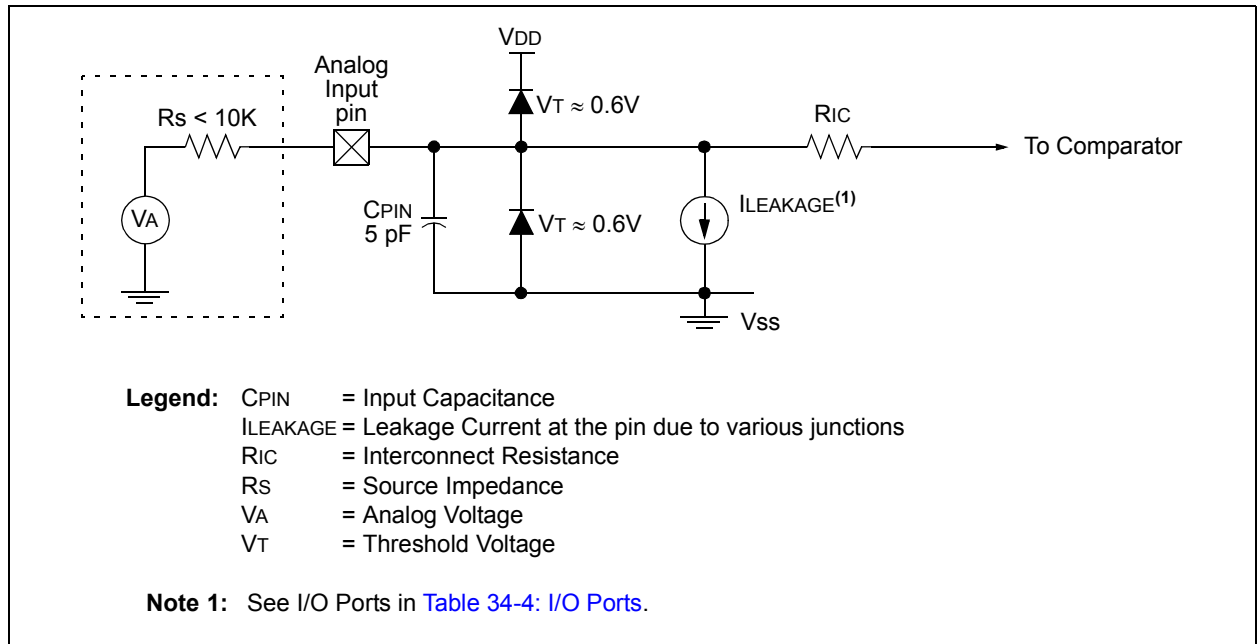 VDD
Analog
Input
pin
Rs < 10K
VT ≈ 0.6V
RIC
To Comparator
VA
CPIN
5 pF
VT ≈ 0.6V
ILEAKAGE(1)
Vss
Legend: CPIN = Input Capacitance
ILEAKAGE = Leakage Current at the pin due to various junctions
RIC = Interconnect Resistance
RS = Source Impedance
VA = Analog Voltage
VT = Threshold Voltage
Note 1: See I/O Ports in Table 34-4: I/O Ports.